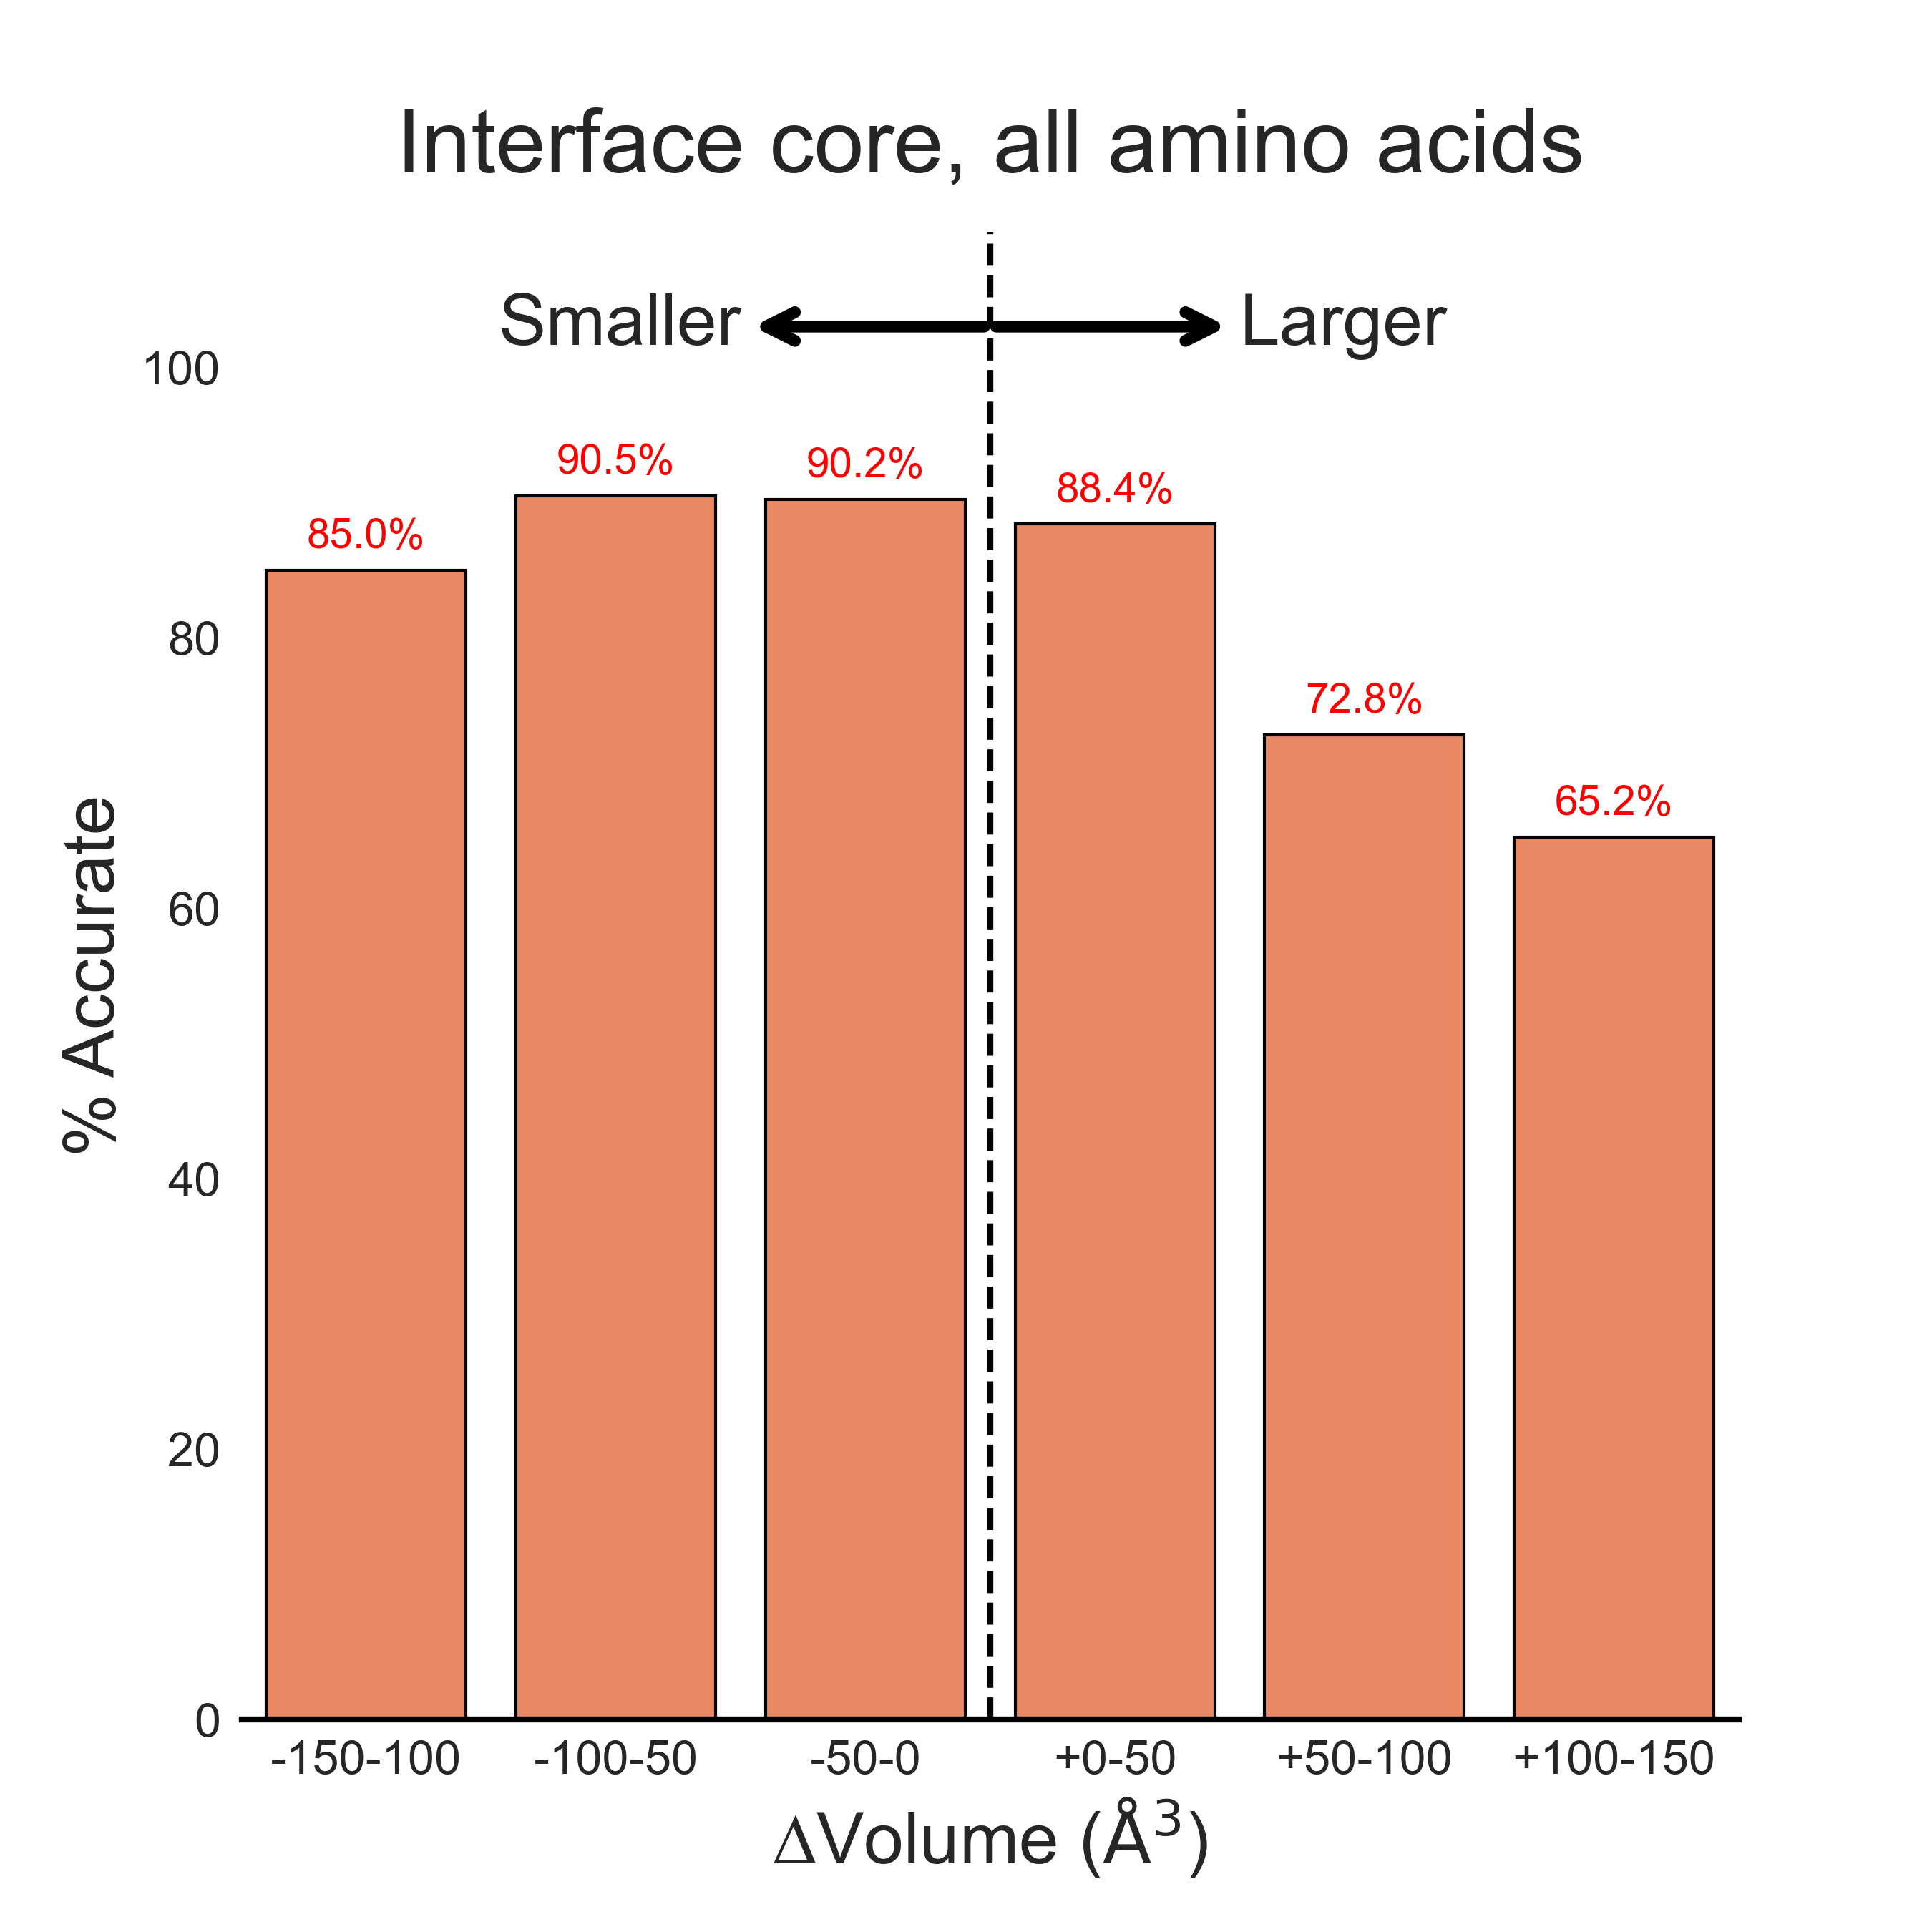 Interface core, all amino acids
Smaller Larger
100
90.5%
90.2%
88.4%
85.0%
80
72.8%
65.2%
60
40
20
0
% Accurate
-150-100 -100-50 -50-0 +0-50 +50-100 +100-150
ΔVolume (Å³)